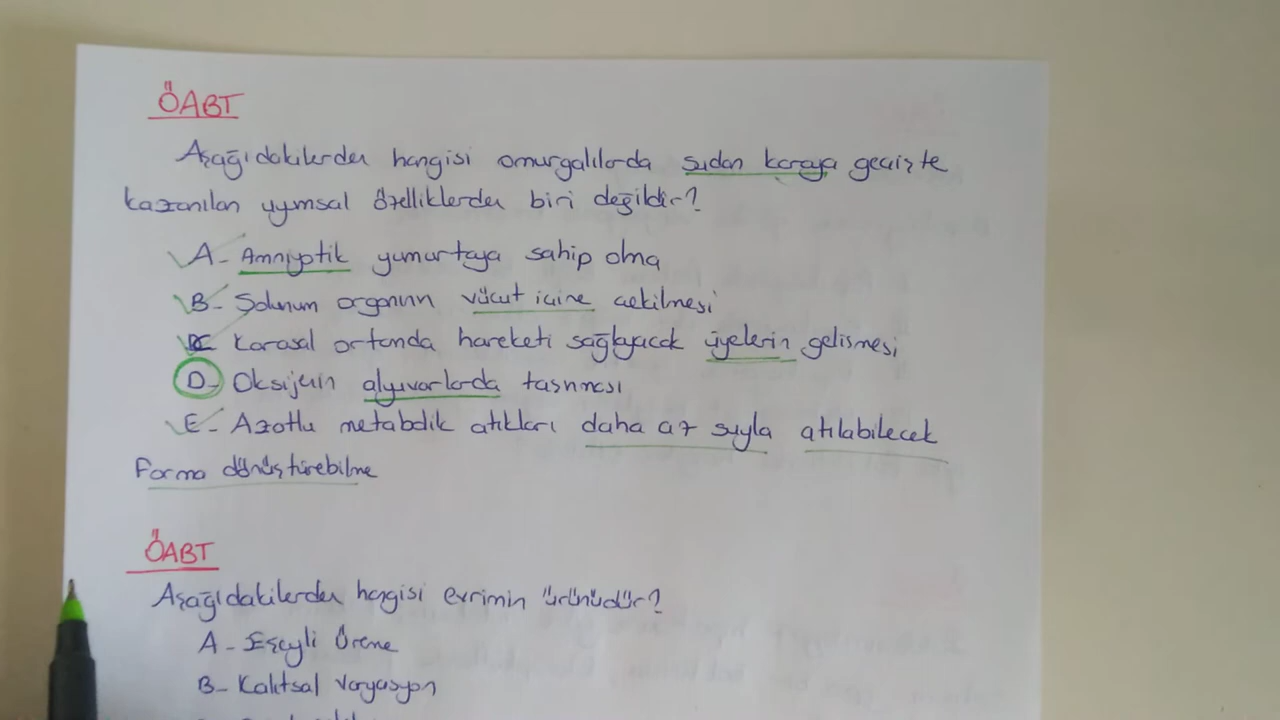 ÖABT
Aşağıdakilerden hangisi omurgalılarda sudan karaya geçişte
kazanılan uyumsal özelliklerden biri değildir?
A- Amniyotik yumurtaya sahip olma
B- Solunum organının vücut içine çekilmesi
C Karasal ortamda hareketi sağlayacak üyelerin gelişmesi
D- Oksijenin alyuvarlarda taşınması
E- Azotlu metabolik atıkları daha az suyla atılabilecek
forma dönüştürebilme
ÖABT
Aşağıdakilerden hangisi evrimin ürünüdür?
A- Eşeyli Üreme
B- Kalıtsal Varyasyon